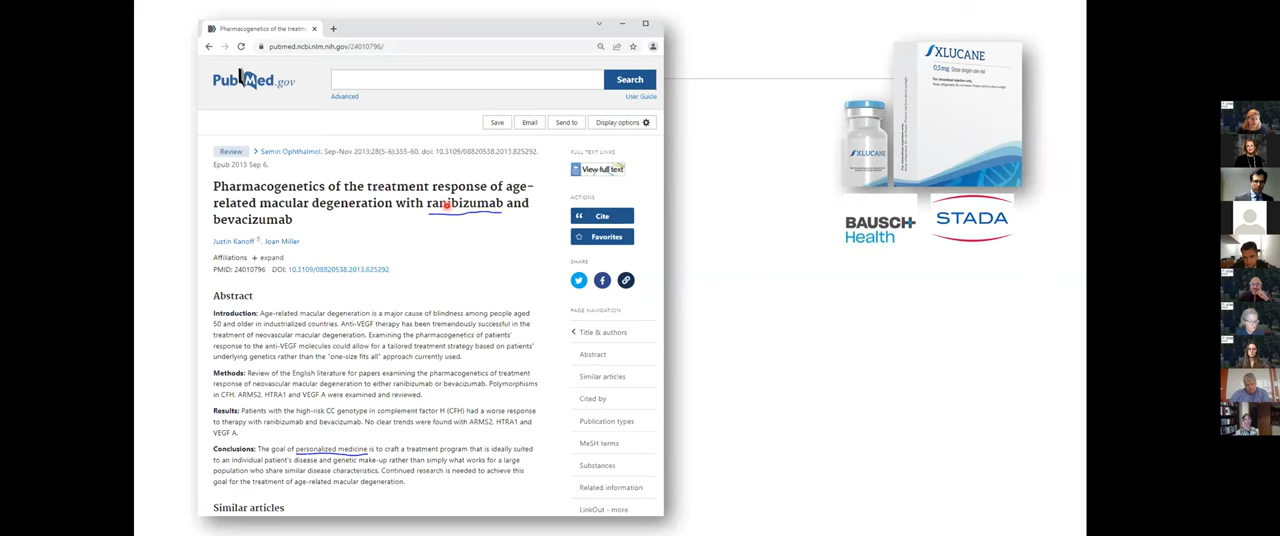 Pharmacogenetics of the treatm
pubmed.ncbi.nlm.nih.gov/24010796/
PubMed.gov
Search
Advanced
User Guide
Save
Email
Send to
Display options
Review
Semin Ophthalmol. Sep-Nov 2013;28(5-6):355-60. doi: 10.3109/08820538.2013.825292.
Epub 2013 Sep 6.
Pharmacogenetics of the treatment response of age-
related macular degeneration with ranibizumab and
bevacizumab
Justin Kanoff 1, Joan Miller
Affiliations + expand
PMID: 24010796 DOI: 10.3109/08820538.2013.825292
Abstract
Introduction: Age-related macular degeneration is a major cause of blindness among people aged
50 and older in industrialized countries. Anti-VEGF therapy has been tremendously successful in the
treatment of neovascular macular degeneration. Examining the pharmacogenetics of patients'
response to the anti-VEGF molecules could allow for a tailored treatment strategy based on patients'
underlying genetics rather than the "one-size fits all" approach currently used.
Methods: Review of the English literature for papers examining the pharmacogenetics of treatment
response of neovascular macular degeneration to either ranibizumab or bevacizumab. Polymorphisms
in CFH, ARMS2, HTRA1 and VEGF A were examined and reviewed.
Results: Patients with the high-risk CC genotype in complement factor H (CFH) had a worse response
to therapy with ranibizumab and bevacizumab. No clear trends were found with ARMS2, HTRA1 and
VEGF A.
Conclusions: The goal of personalized medicine is to craft a treatment program that is ideally suited
to an individual patient's disease and genetic make-up rather than simply what works for a large
population who share similar disease characteristics. Continued research is needed to achieve this
goal for the treatment of age-related macular degeneration.
Similar articles
FULL TEXT LINKS
View full text
ACTIONS
Cite
Favorites
SHARE
PAGE NAVIGATION
Title & authors
Abstract
Similar articles
Cited by
Publication types
MeSH terms
Substances
Related information
LinkOut - more
XLUCANE
0,5mg
XLUCANE
BAUSCH+
Health
STADA